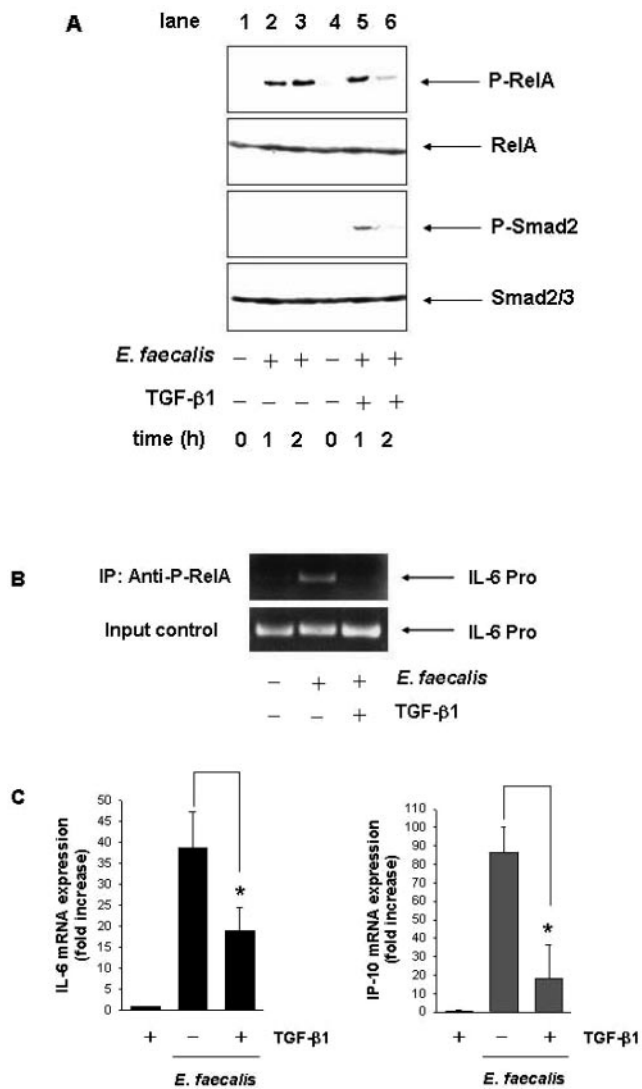 A
lane 1 2 3 4 5 6
P-RelA
RelA
P-Smad2
Smad2/3
E. faecalis − + + − + +
TGF-β1 − − − − + +
time (h) 0 1 2 0 1 2
B
IP: Anti-P-RelA IL-6 Pro
Input control IL-6 Pro
− + + E. faecalis
− − + TGF-β1
C
IL-6 mRNA expression
(fold increase)
50
45
40
35
30
25
20
15
10
5
0
*
+ − + TGF-β1
E. faecalis
IP-10 mRNA expression
(fold increase)
110
100
90
80
70
60
50
40
30
20
10
0
*
+ − + TGF-β1
E. faecalis